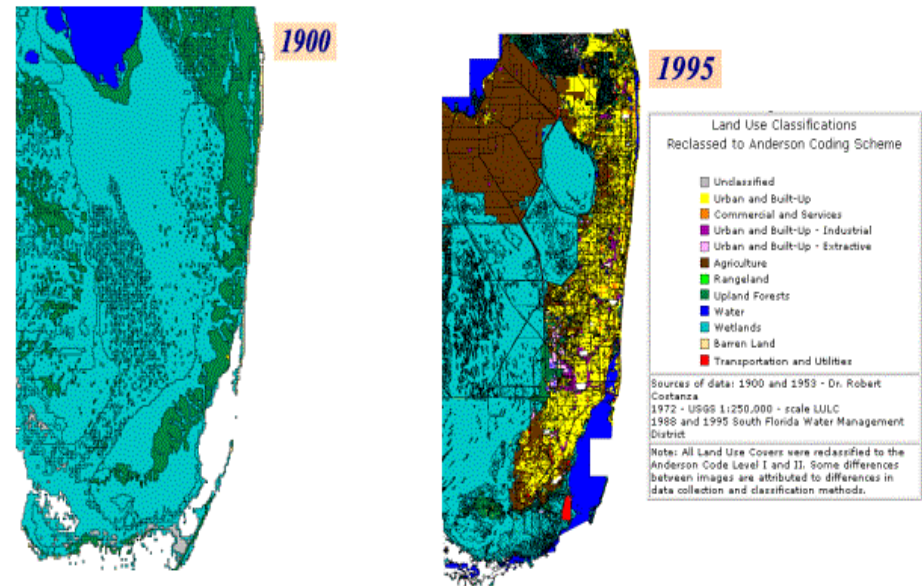 1900
1995
Land Use Classifications
Reclassed to Anderson Coding Scheme
Unclassified
Urban and Built-Up
Commercial and Services
Urban and Built-Up - Industrial
Urban and Built-Up - Extractive
Agriculture
Rangeland
Upland Forests
Water
Wetlands
Barren Land
Transportation and Utilities
Sources of data: 1900 and 1953 - Dr. Robert
Costanza
1972 - USGS 1:250,000 - scale LULC
1988 and 1995 South Florida Water Management
District
Note: All Land Use Covers were reclassified to the
Anderson Code Level I and II. Some differences
between images are attributed to differences in
data collection and classification methods.